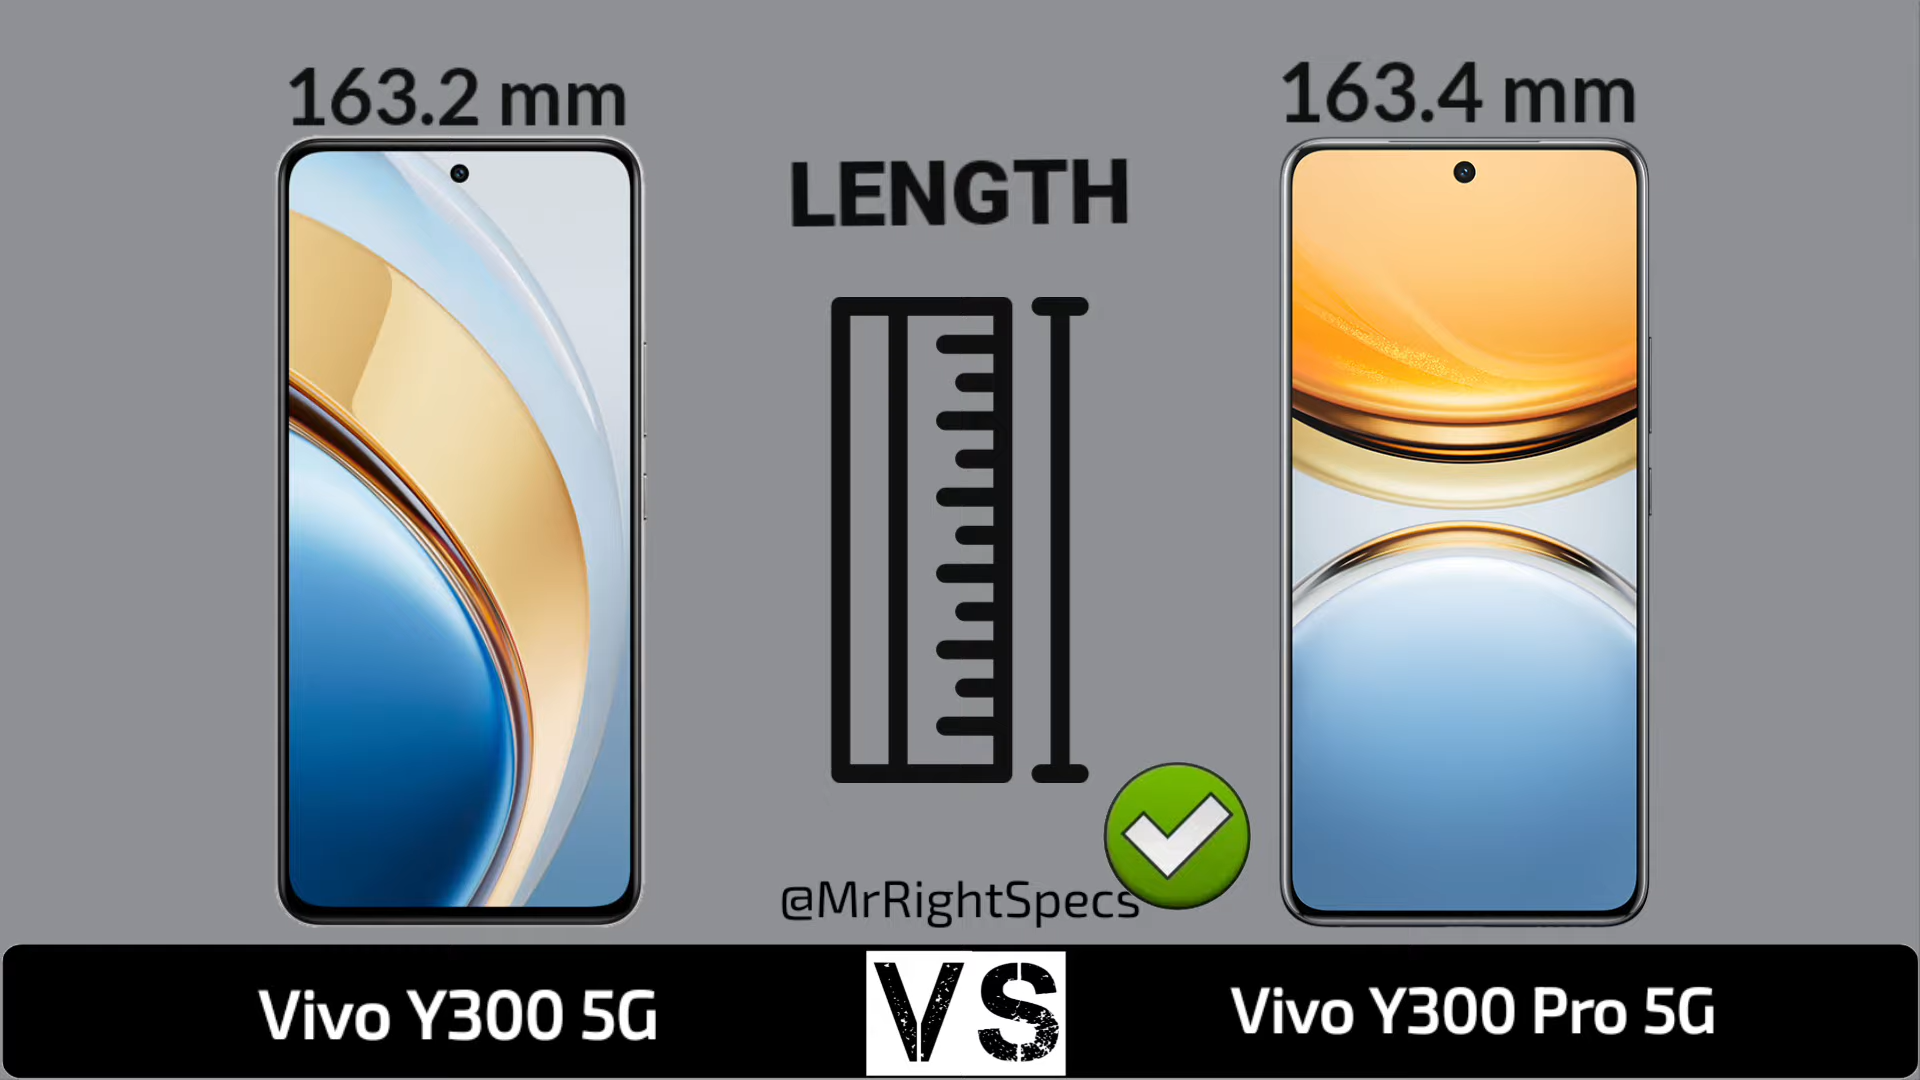 163.2 mm
163.4 mm
LENGTH
@MrRightSpecs
Vivo Y300 5G
VS
Vivo Y300 Pro 5G